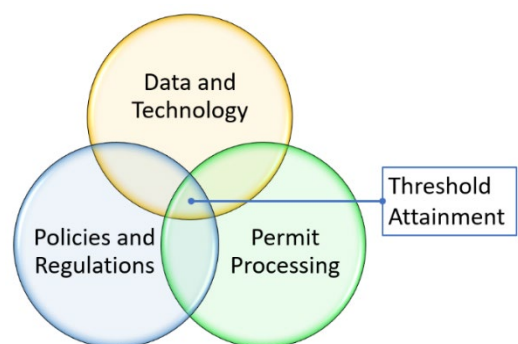 Data and
Technology
Threshold
Attainment
Policies and
Regulations
Permit
Processing